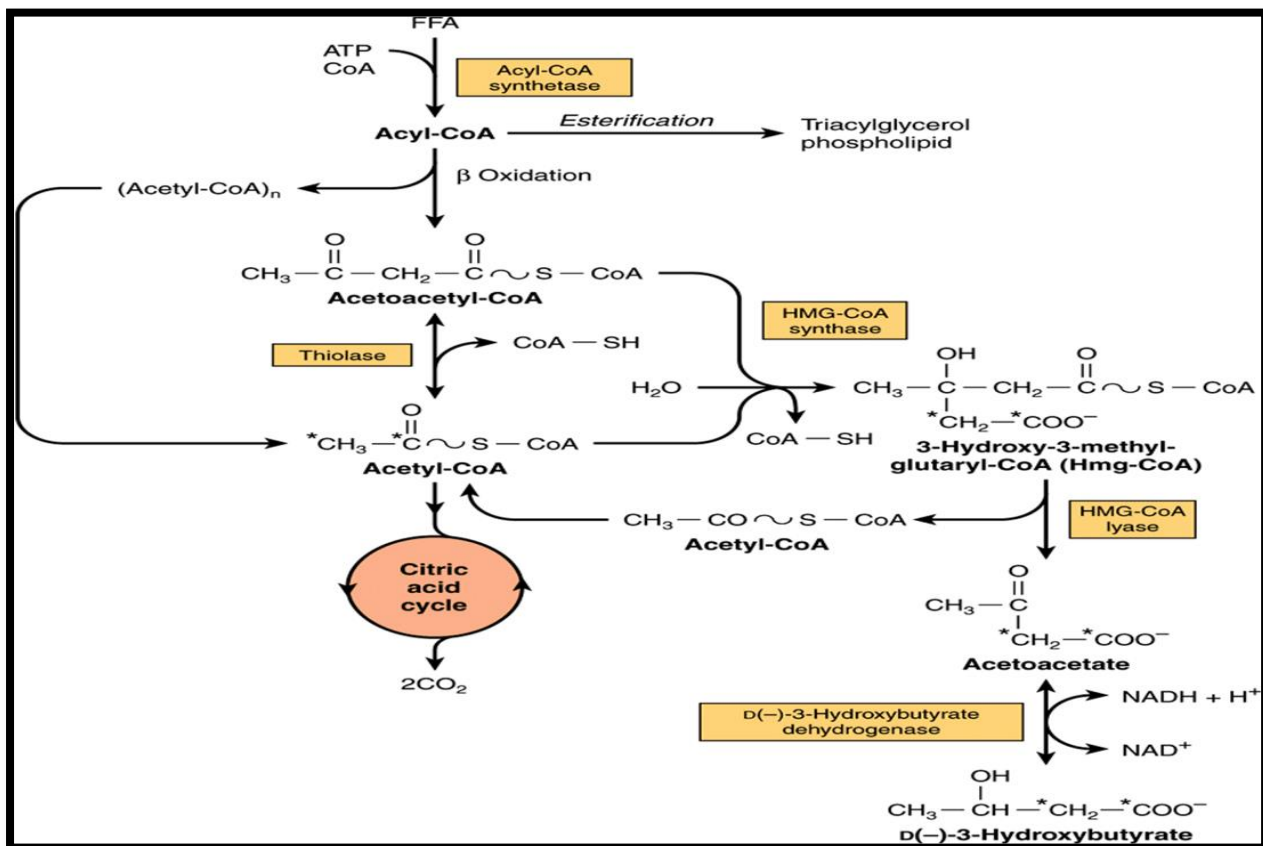 FFA
ATP
CoA
Acyl-CoA
synthetase
Acyl-CoA
Esterification
Triacylglycerol
phospholipid
(Acetyl-CoA)n
β Oxidation
O O
CH₃—C—CH₂—C~S—CoA
Acetoacetyl-CoA
HMG-CoA
synthase
Thiolase
CoA—SH
H₂O
OH O
CH₃—C—CH₂—C~S—CoA
*CH₂—*COO⁻
3-Hydroxy-3-methyl-
glutaryl-CoA (Hmg-CoA)
CoA—SH
O
*CH₃—*C~S—CoA
Acetyl-CoA
HMG-CoA
lyase
CH₃—CO~S—CoA
Acetyl-CoA
Citric
acid
cycle
2CO₂
O
CH₃—C
*CH₂—*COO⁻
Acetoacetate
D(–)-3-Hydroxybutyrate
dehydrogenase
NADH + H⁺
NAD⁺
OH
CH₃—CH—*CH₂—*COO⁻
D(–)-3-Hydroxybutyrate